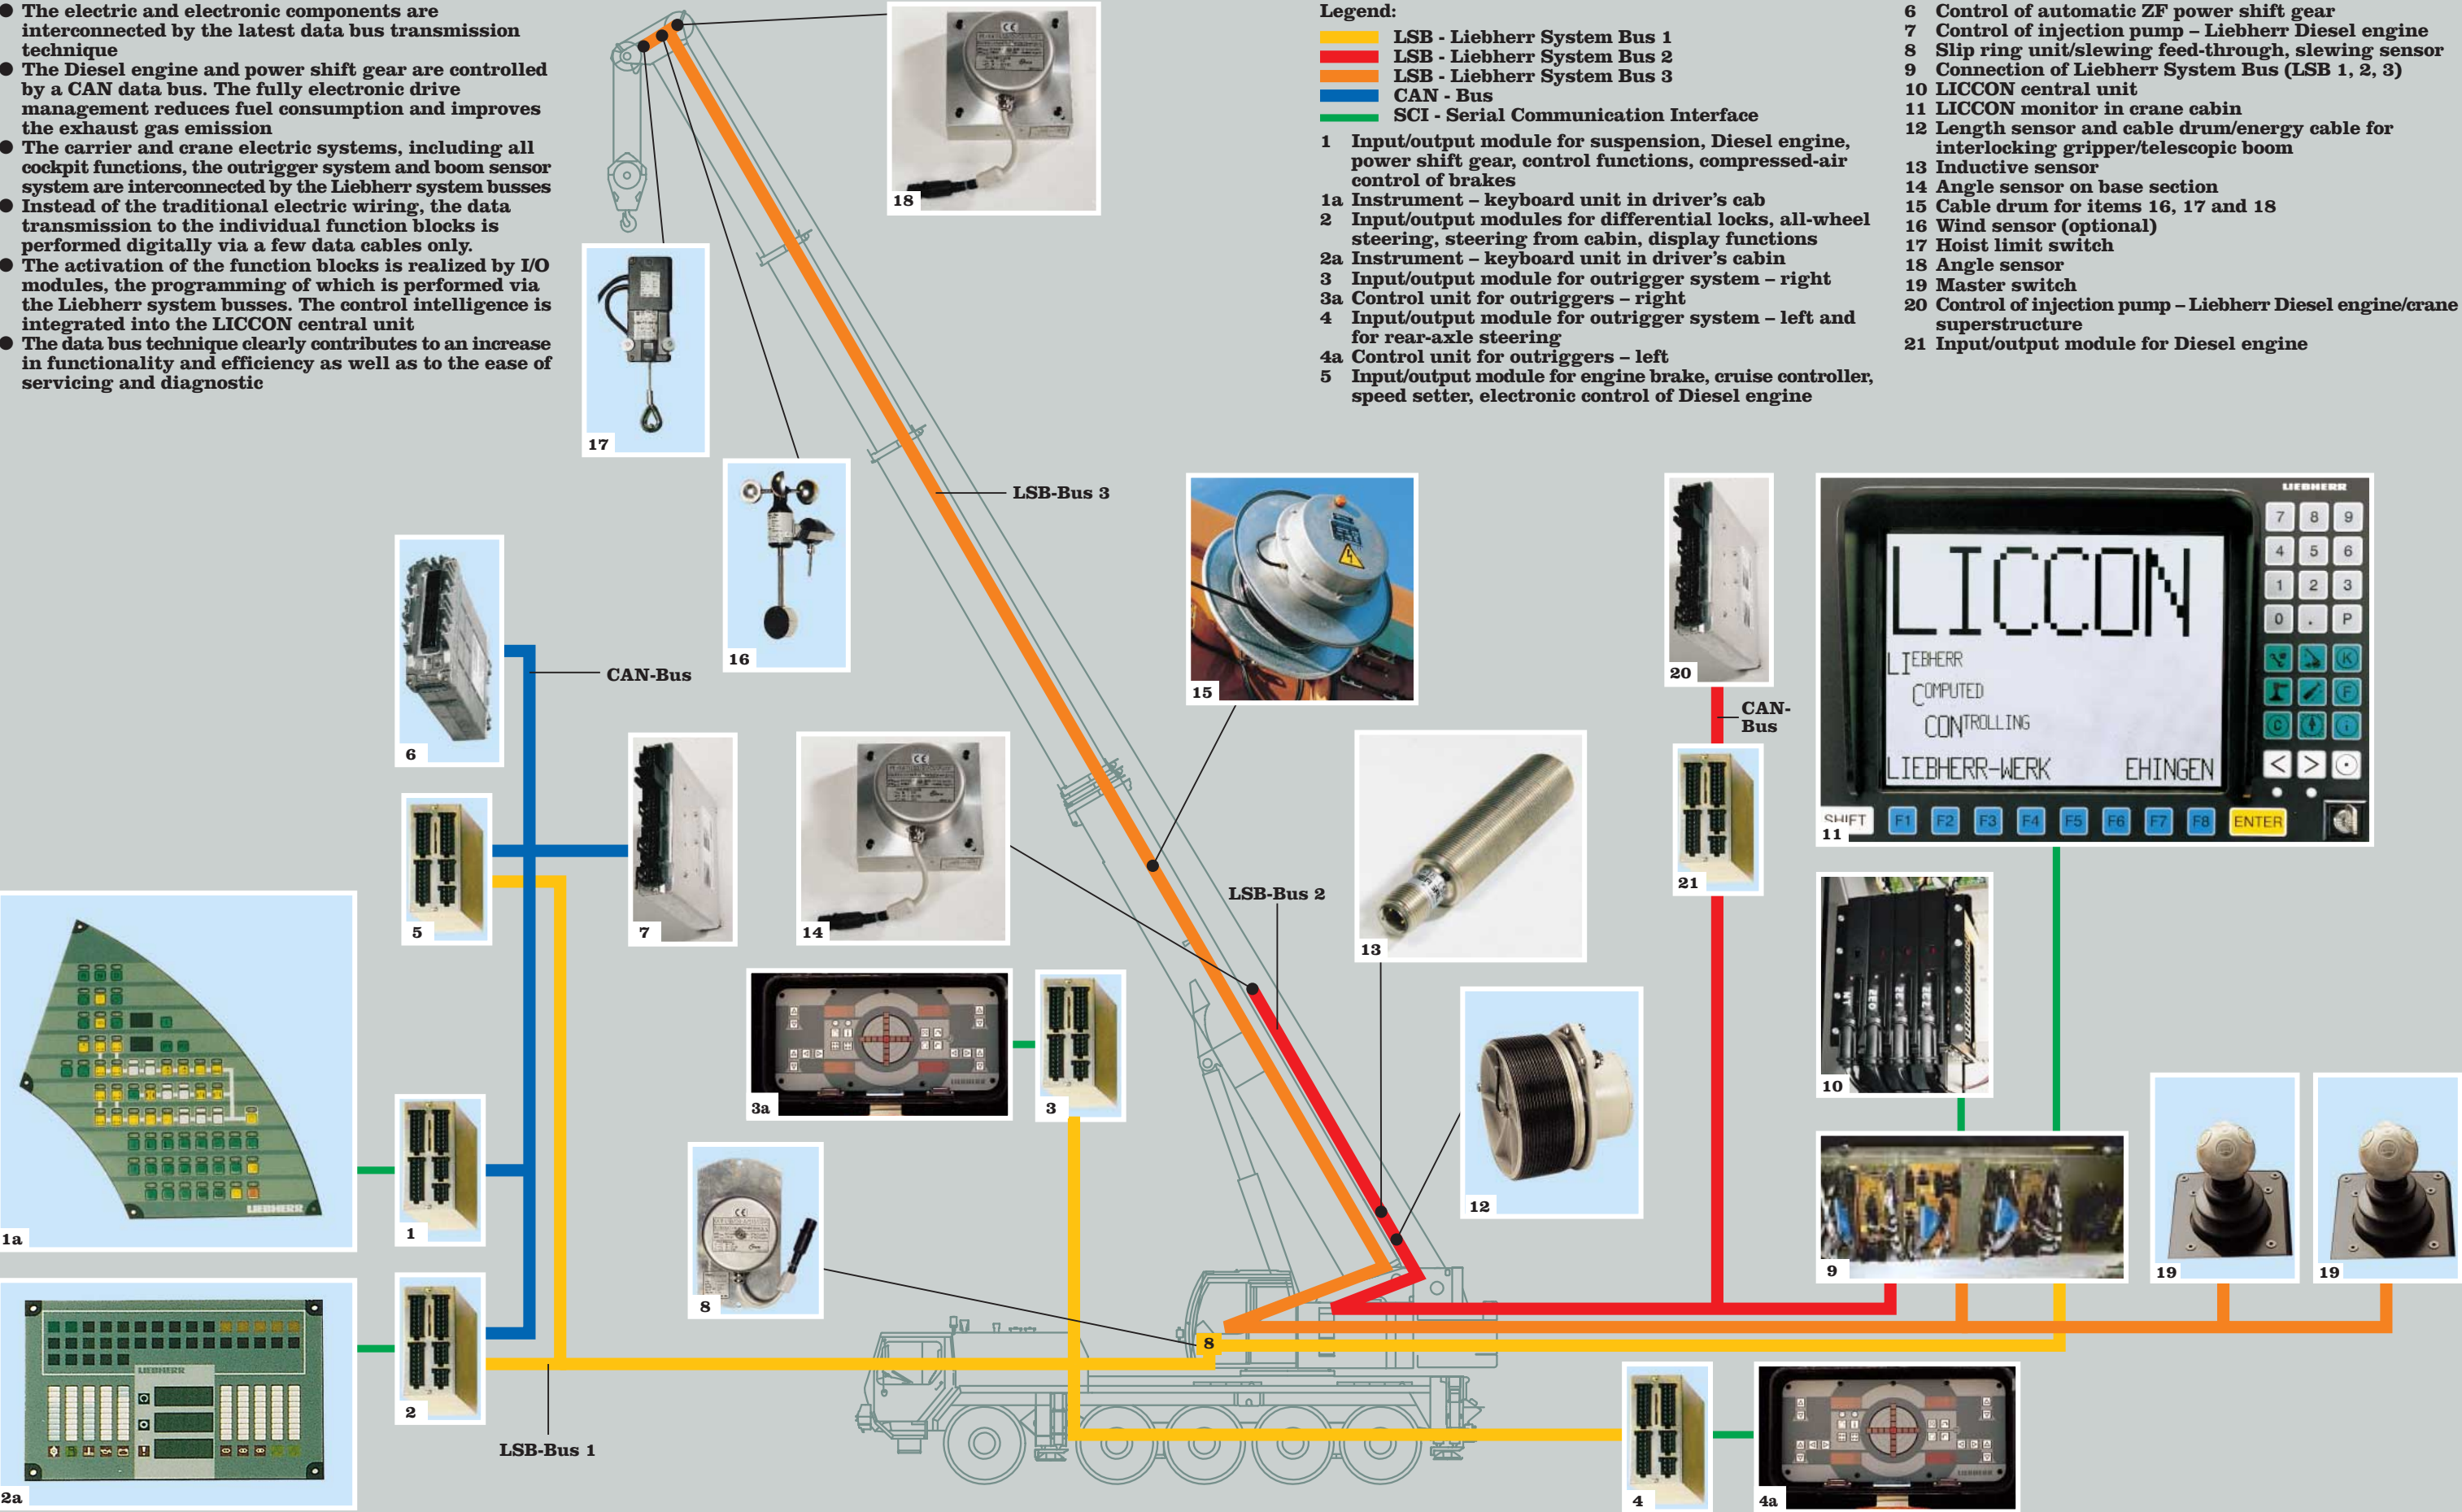 ● The electric and electronic components are
interconnected by the latest data bus transmission
technique
● The Diesel engine and power shift gear are controlled
by a CAN data bus. The fully electronic drive
management reduces fuel consumption and improves
the exhaust gas emission
● The carrier and crane electric systems, including all
cockpit functions, the outrigger system and boom sensor
system are interconnected by the Liebherr system busses
● Instead of the traditional electric wiring, the data
transmission to the individual function blocks is
performed digitally via a few data cables only.
● The activation of the function blocks is realized by I/O
modules, the programming of which is performed via
the Liebherr system busses. The control intelligence is
integrated into the LICCON central unit
● The data bus technique clearly contributes to an increase
in functionality and efficiency as well as to the ease of
servicing and diagnostic
Legend:
LSB - Liebherr System Bus 1
LSB - Liebherr System Bus 2
LSB - Liebherr System Bus 3
CAN - Bus
SCI - Serial Communication Interface
1 Input/output module for suspension, Diesel engine,
power shift gear, control functions, compressed-air
control of brakes
1a Instrument – keyboard unit in driver's cab
2 Input/output modules for differential locks, all-wheel
steering, steering from cabin, display functions
2a Instrument – keyboard unit in driver's cabin
3 Input/output module for outrigger system – right
3a Control unit for outriggers – right
4 Input/output module for outrigger system – left and
for rear-axle steering
4a Control unit for outriggers – left
5 Input/output module for engine brake, cruise controller,
speed setter, electronic control of Diesel engine
6 Control of automatic ZF power shift gear
7 Control of injection pump – Liebherr Diesel engine
8 Slip ring unit/slewing feed-through, slewing sensor
9 Connection of Liebherr System Bus (LSB 1, 2, 3)
10 LICCON central unit
11 LICCON monitor in crane cabin
12 Length sensor and cable drum/energy cable for
interlocking gripper/telescopic boom
13 Inductive sensor
14 Angle sensor on base section
15 Cable drum for items 16, 17 and 18
16 Wind sensor (optional)
17 Hoist limit switch
18 Angle sensor
19 Master switch
20 Control of injection pump – Liebherr Diesel engine/crane
superstructure
21 Input/output module for Diesel engine
18
17
16
LSB-Bus 3
15
20
CAN-
Bus
21
LIEBHERR
7 8 9
4 5 6
1 2 3
0 . P
K
F
C i
< >
LICCON
LIEBHERR
COMPUTED
CONTROLLING
LIEBHERR-WERK EHINGEN
SHIFT F1 F2 F3 F4 F5 F6 F7 F8 ENTER
11
6
CAN-Bus
5
7
14
CE
CE
13
LSB-Bus 2
12
10
9
19
19
3a
LIEBHERR
3
8
CE
8
1a
LIEBHERR
1
2a
LIEBHERR
2
LSB-Bus 1
4
4a
LIEBHERR